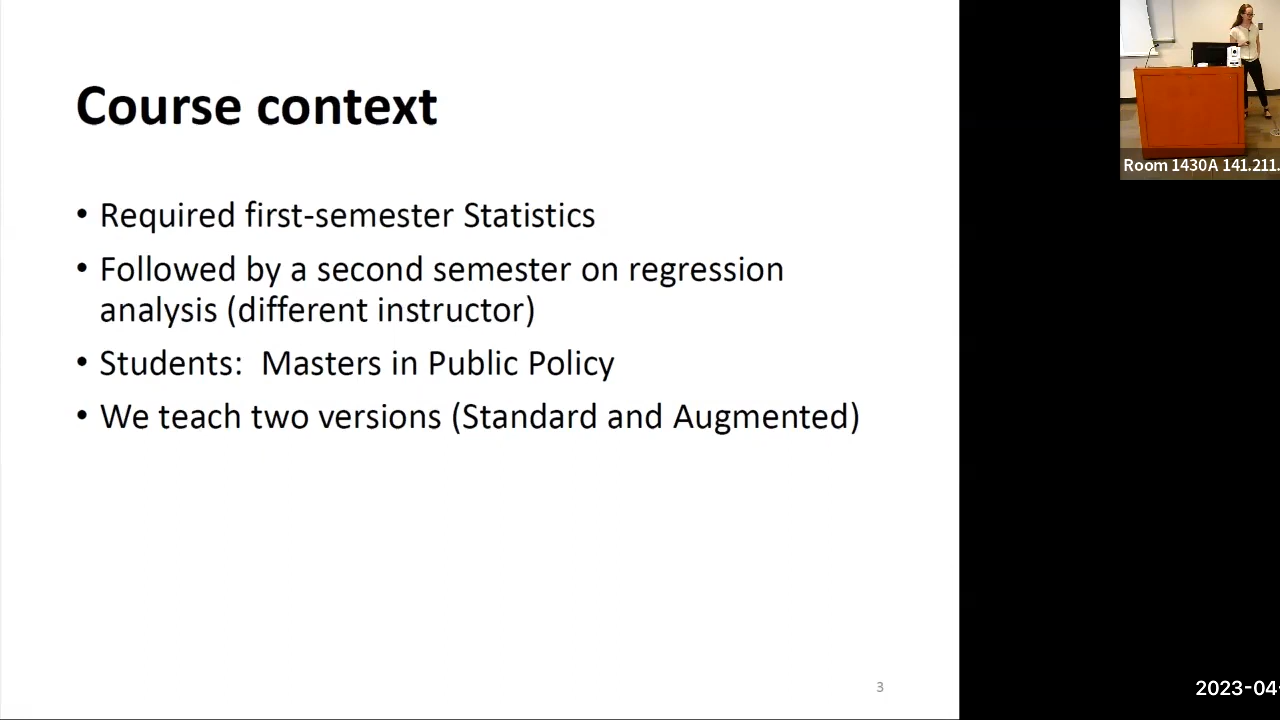 Course context
• Required first-semester Statistics
• Followed by a second semester on regression
analysis (different instructor)
• Students:  Masters in Public Policy
• We teach two versions (Standard and Augmented)
3
Room 1430A 141.211.
2023-04-